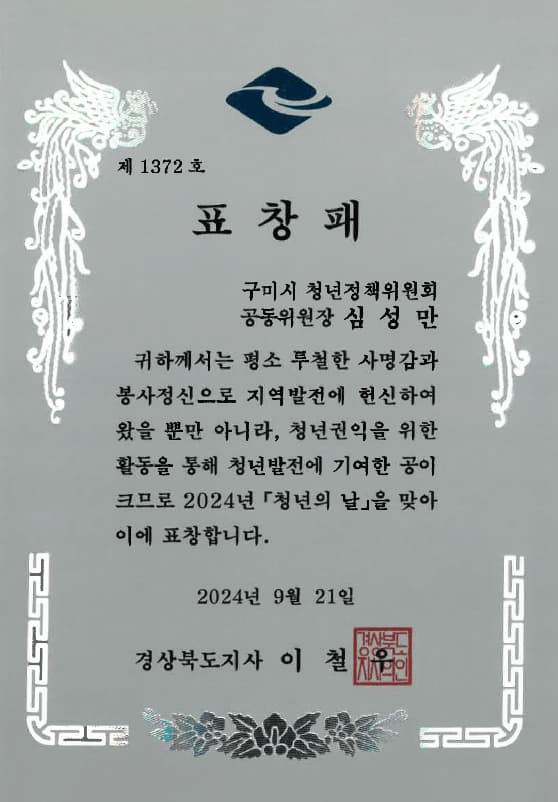 제 1372 호
표 창 패
구미시 청년정책위원회
공동위원장 심 성 만
귀하께서는 평소 투철한 사명감과
봉사정신으로 지역발전에 헌신하여
왔을 뿐만 아니라, 청년권익을 위한
활동을 통해 청년발전에 기여한 공이
크므로 2024년 ｢청년의 날｣을 맞아
이에 표창합니다.
2024년 9월 21일
경상북도지사 이 철 우
경상북도
지사의인